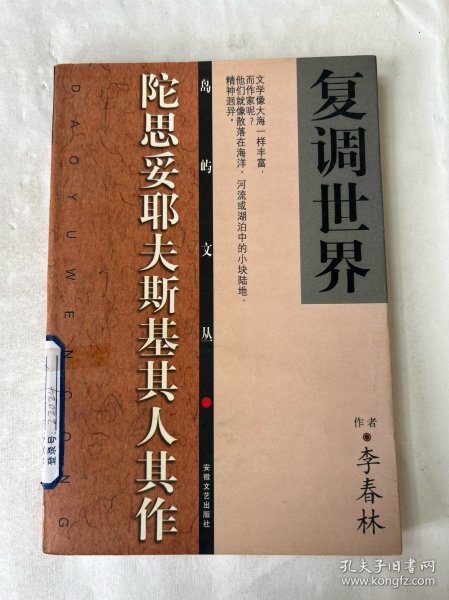 复调世界
文学像大海一样丰富，
而作家呢？
他们就像散落在海洋、河流或湖泊中的小块陆地，
精神迥异。
作者
李春林
岛屿文丛
安徽文艺出版社
陀思妥耶夫斯基其人其作
DAOYUWENCONG
登录号:22224
孔夫子旧书网
www.kongfz.com